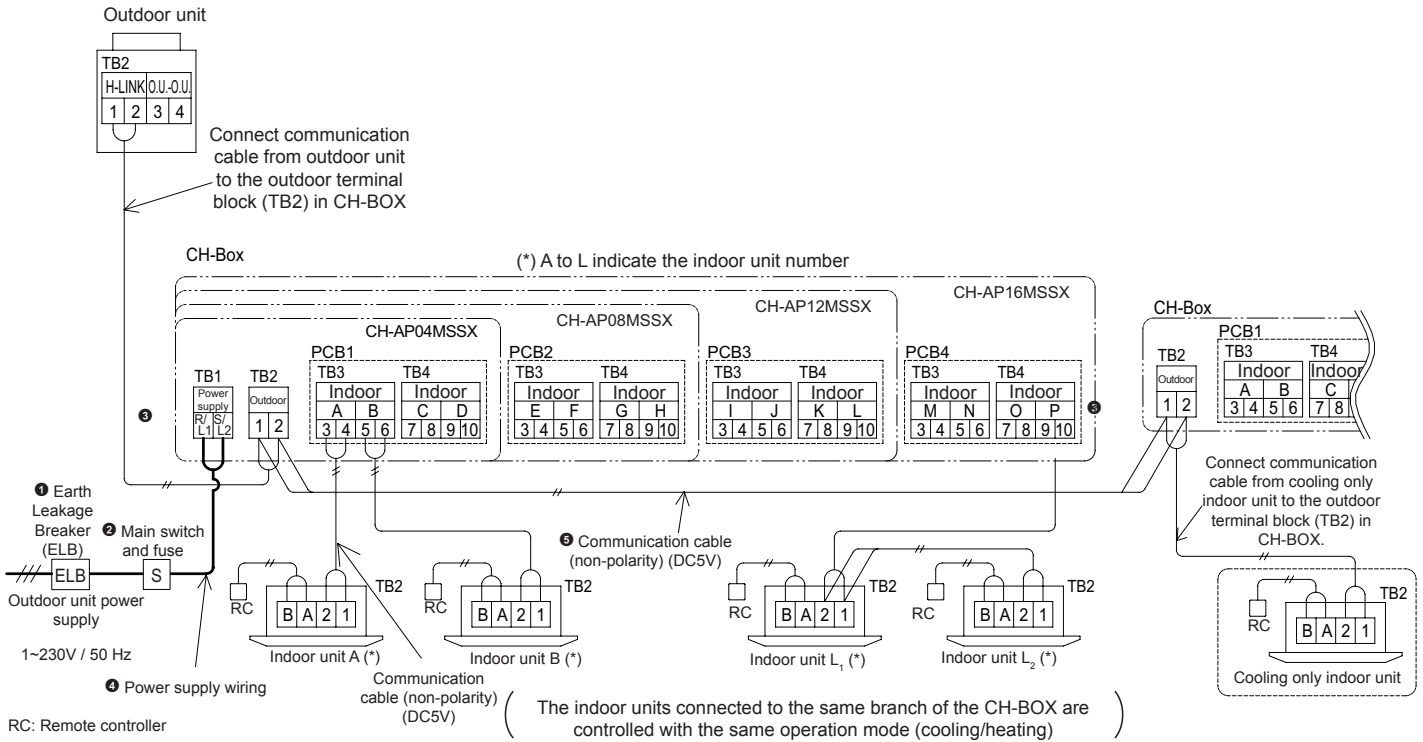 Outdoor unit
TB2
H-LINK O.U.-O.U.
1 2 3 4
Connect communication
cable from outdoor unit
to the outdoor terminal
block (TB2) in CH-BOX
CH-Box
(*) A to L indicate the indoor unit number
CH-AP16MSSX
CH-AP12MSSX
CH-AP08MSSX
CH-AP04MSSX
❸
TB1
Power
supply
R/ S/
L1 L2
TB2
Outdoor
1 2
PCB1
TB3 TB4
Indoor Indoor
A B C D
3 4 5 6 7 8 9 10
PCB2
TB3 TB4
Indoor Indoor
E F G H
3 4 5 6 7 8 9 10
PCB3
TB3 TB4
Indoor Indoor
I J K L
3 4 5 6 7 8 9 10
PCB4
TB3 TB4
Indoor Indoor
M N O P
3 4 5 6 7 8 9 10
❸
CH-Box
TB2
Outdoor
1 2
PCB1
TB3 TB4
Indoor Indoor
A B C
3 4 5 6 7 8
Connect communication
cable from cooling only
indoor unit to the outdoor
terminal block (TB2) in
CH-BOX.
❶ Earth
Leakage
Breaker
(ELB)
❷ Main switch
and fuse
ELB
S
Outdoor unit power
supply
1~230V / 50 Hz
❹ Power supply wiring
RC: Remote controller
❺ Communication cable
(non-polarity) (DC5V)
RC
B A 2 1
TB2
Indoor unit A (*)
RC
B A 2 1
TB2
Indoor unit B (*)
Communication
cable (non-polarity)
(DC5V)
RC
B A 2 1
TB2
Indoor unit L1 (*)
RC
B A 2 1
TB2
Indoor unit L2 (*)
RC
B A 2 1
TB2
Cooling only indoor unit
The indoor units connected to the same branch of the CH-BOX are
controlled with the same operation mode (cooling/heating)